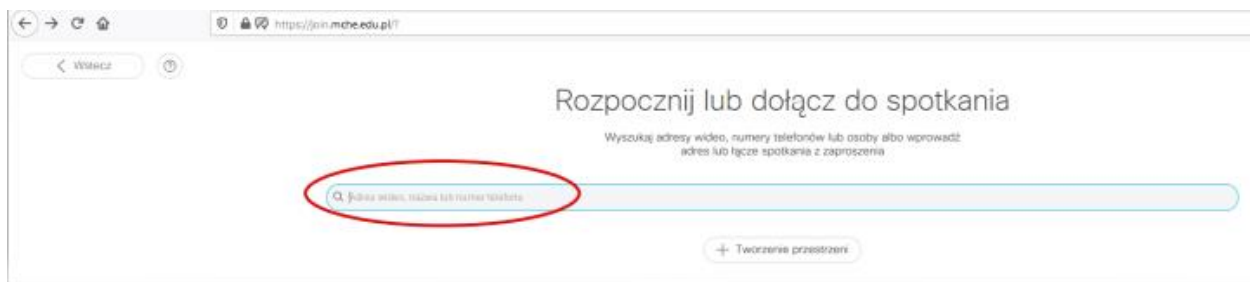 https://join.mche.edu.pl/?
Wstecz
Rozpocznij lub dołącz do spotkania
Wyszukaj adresy wideo, numery telefonów lub osoby albo wprowadź
adres lub łącze spotkania z zaproszenia
Adres wideo, nazwa lub numer telefonu
+ Tworzenie przestrzeni